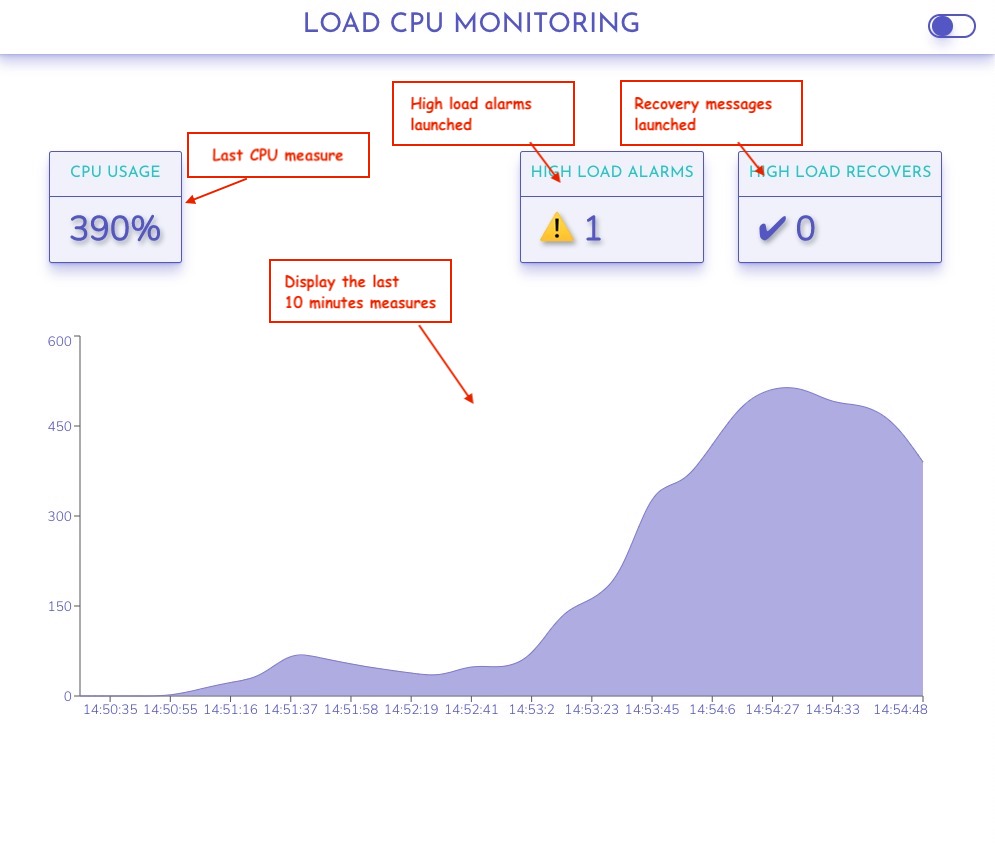 LOAD CPU MONITORING
High load alarms
launched
Recovery messages
launched
Last CPU measure
CPU USAGE
HIGH LOAD ALARMS
HIGH LOAD RECOVERS
390%
1
0
Display the last
10 minutes measures
600
450
300
150
0
14:50:35 14:50:55 14:51:16 14:51:37 14:51:58 14:52:19 14:52:41 14:53:2 14:53:23 14:53:45 14:54:6 14:54:27 14:54:33 14:54:48